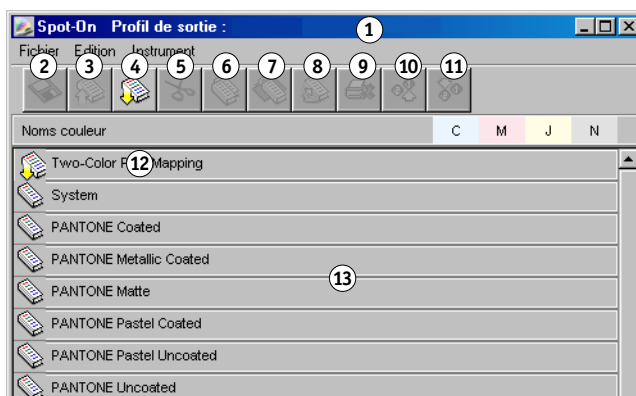 Spot-On Profil de sortie : 1
Fichier Edition Instrument
2 3 4 5 6 7 8 9 10 11
Noms couleur C M J N
Two-Color 12 Mapping
System
PANTONE Coated
PANTONE Metallic Coated
13
PANTONE Matte
PANTONE Pastel Coated
PANTONE Pastel Uncoated
PANTONE Uncoated